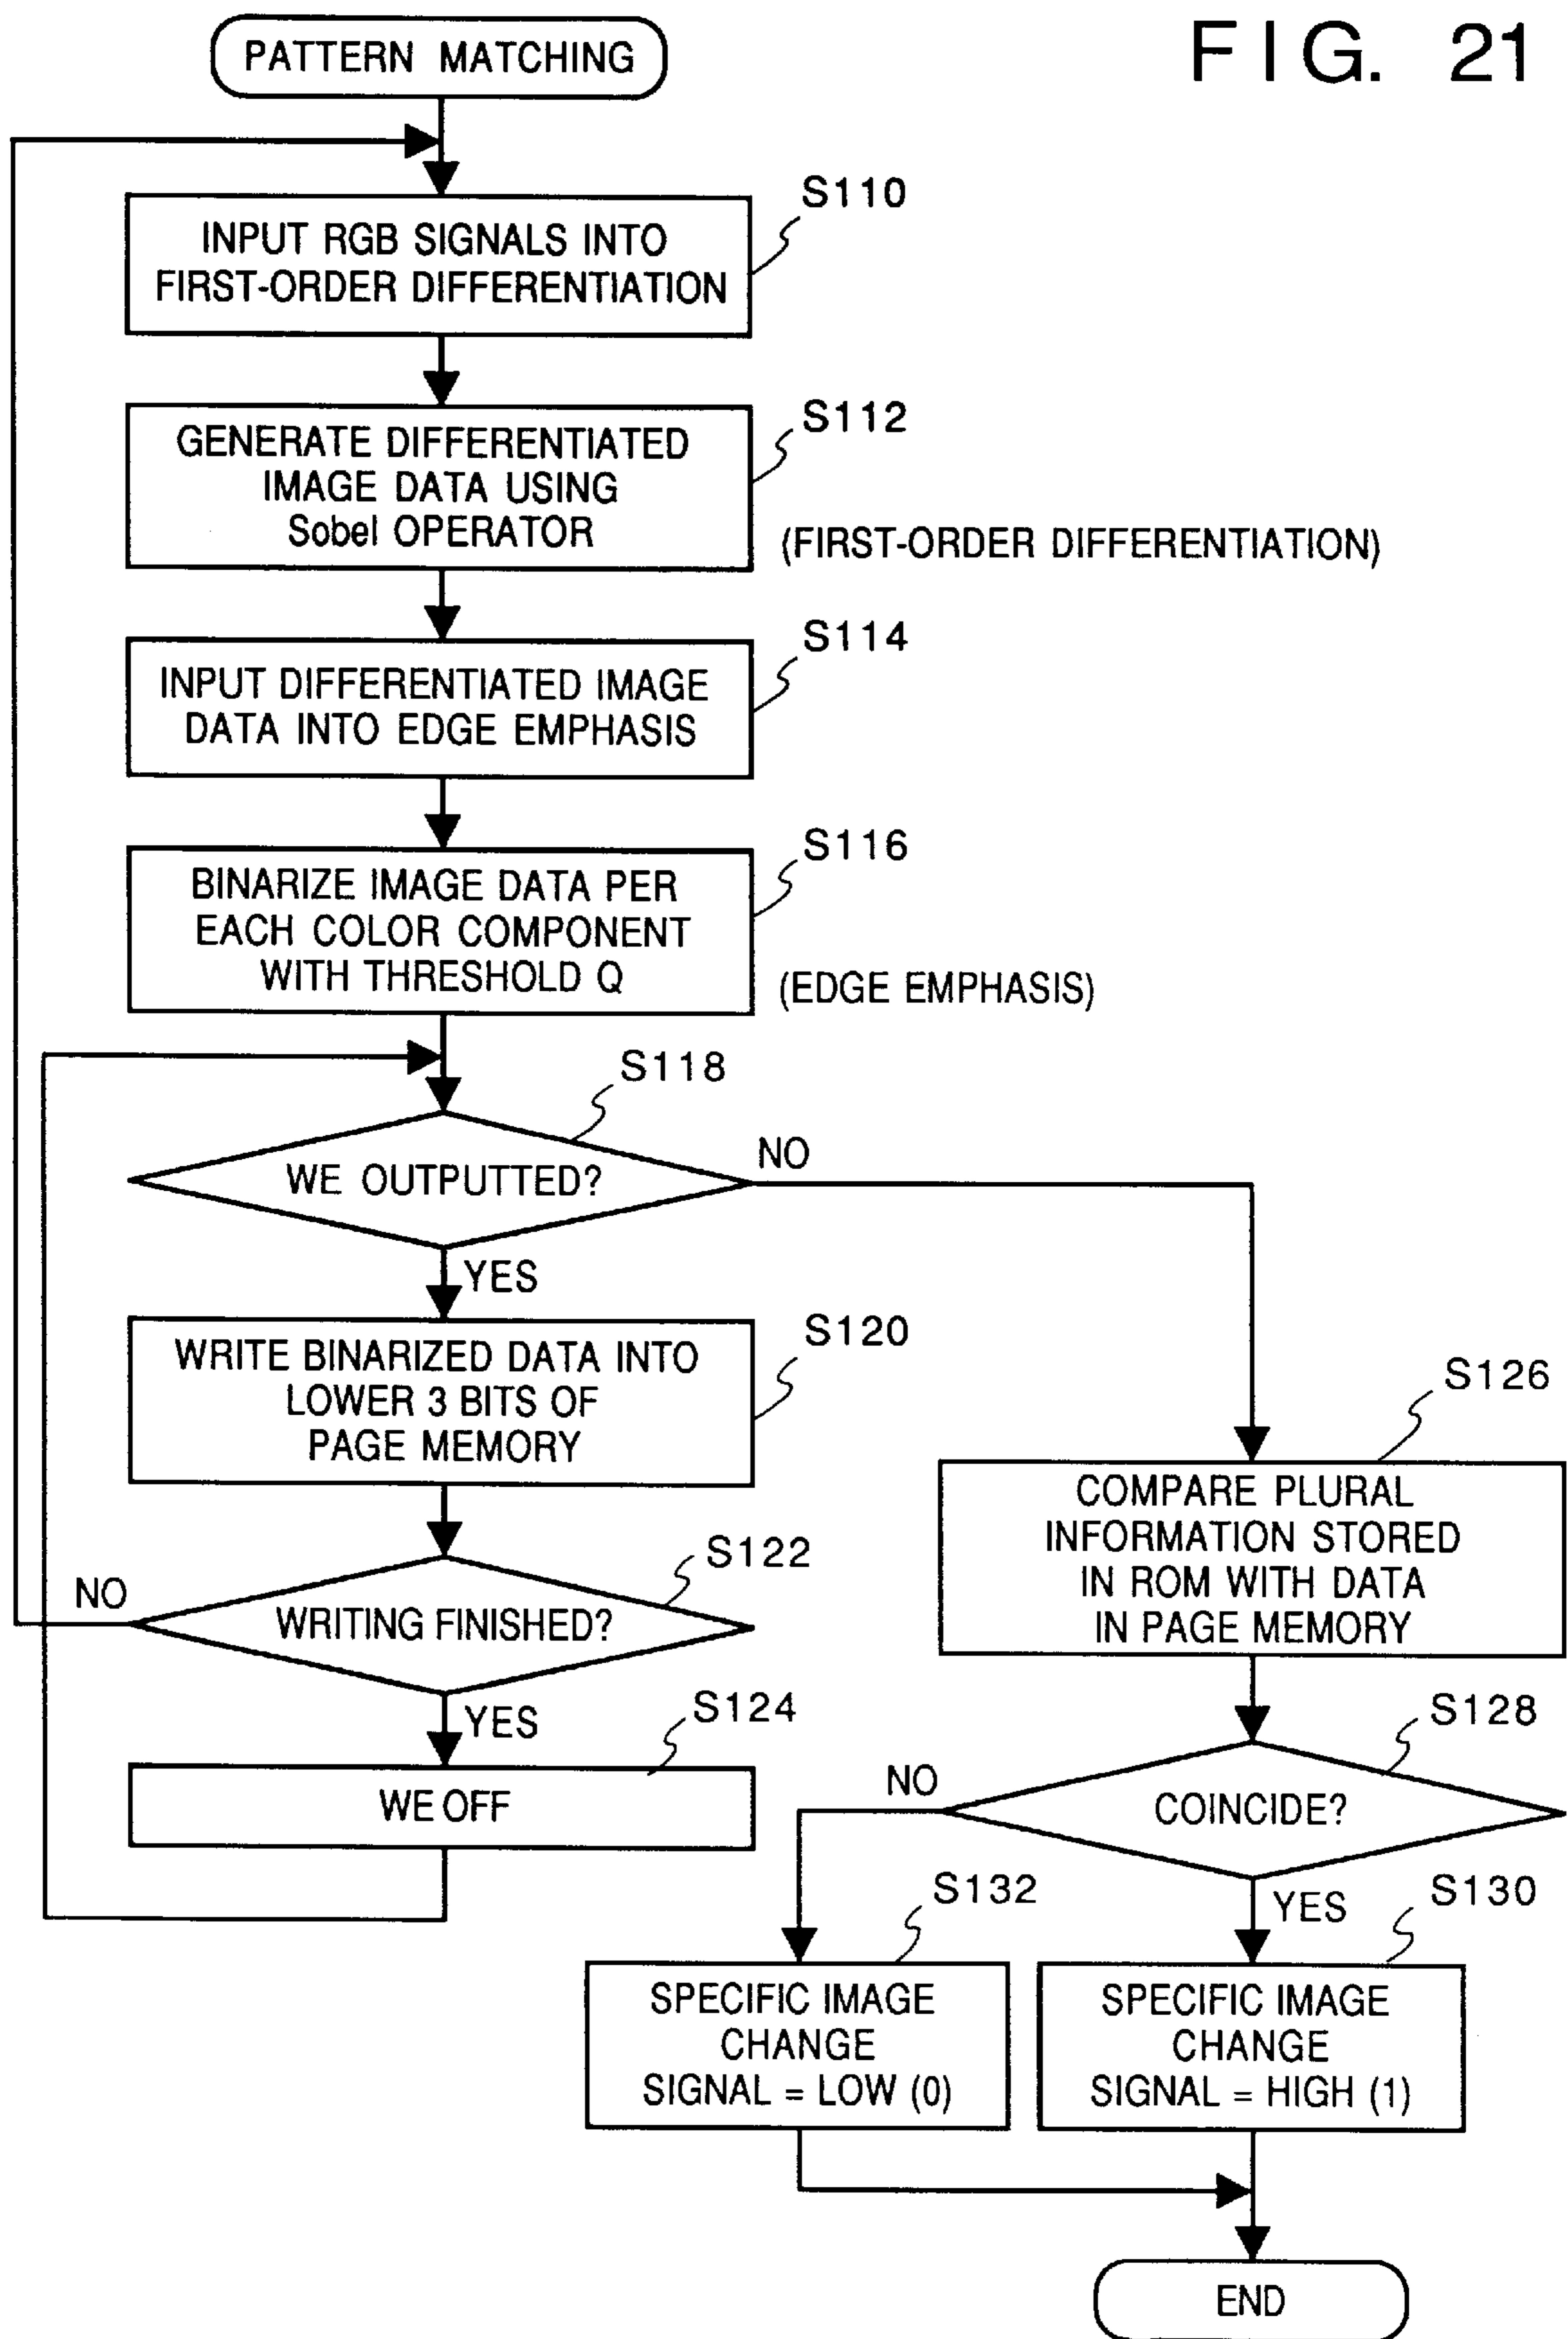 FIG. 21
PATTERN MATCHING
S110
INPUT RGB SIGNALS INTO
FIRST-ORDER DIFFERENTIATION
S112
GENERATE DIFFERENTIATED
IMAGE DATA USING
Sobel OPERATOR
(FIRST-ORDER DIFFERENTIATION)
S114
INPUT DIFFERENTIATED IMAGE
DATA INTO EDGE EMPHASIS
S116
BINARIZE IMAGE DATA PER
EACH COLOR COMPONENT
WITH THRESHOLD Q
(EDGE EMPHASIS)
S118
WE OUTPUTTED?
NO
YES
S120
WRITE BINARIZED DATA INTO
LOWER 3 BITS OF
PAGE MEMORY
S122
WRITING FINISHED?
NO
YES
S124
WE OFF
S126
COMPARE PLURAL
INFORMATION STORED
IN ROM WITH DATA
IN PAGE MEMORY
S128
COINCIDE?
NO
YES
S132
SPECIFIC IMAGE
CHANGE
SIGNAL = LOW (0)
S130
SPECIFIC IMAGE
CHANGE
SIGNAL = HIGH (1)
END